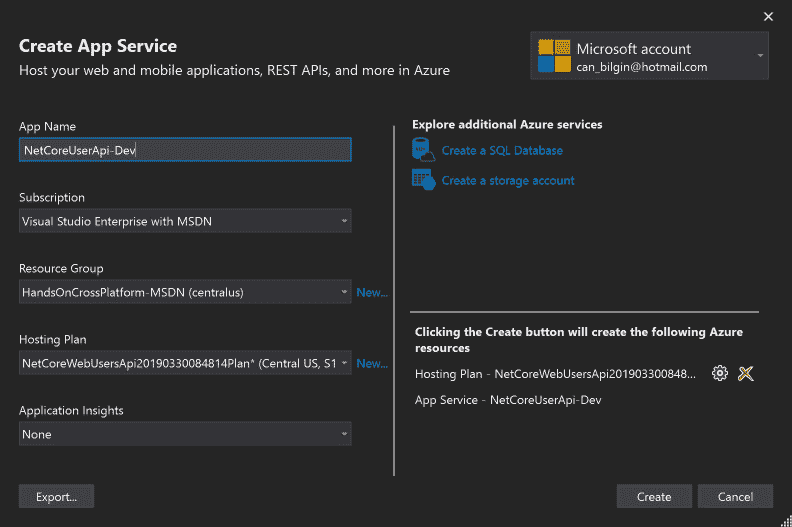 Create App Service
Host your web and mobile applications, REST APIs, and more in Azure
Microsoft account
can_bilgin@hotmail.com
App Name
NetCoreUserApi-Dev
Subscription
Visual Studio Enterprise with MSDN
Resource Group
HandsOnCrossPlatform-MSDN (centralus)
New...
Hosting Plan
NetCoreWebUsersApi20190330084814Plan* (Central US, S1
New...
Application Insights
None
Export...
Explore additional Azure services
Create a SQL Database
Create a storage account
Clicking the Create button will create the following Azure
resources
Hosting Plan - NetCoreWebUsersApi201903300848...
App Service - NetCoreUserApi-Dev
Create
Cancel